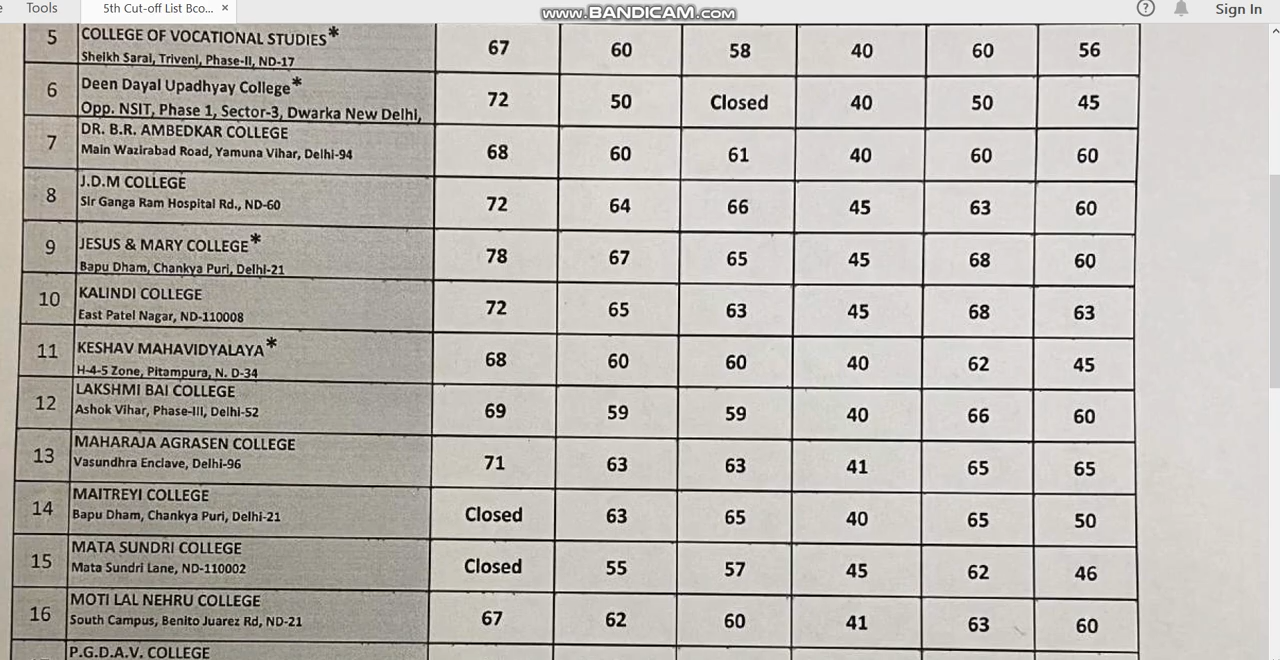 Tools
5th Cut-off List Bco... ×
www.BANDICAM.com
? Sign In
5 COLLEGE OF VOCATIONAL STUDIES* 67 60 58 40 60 56
Sheikh Sarai, Triveni, Phase-II, ND-17
6 Deen Dayal Upadhyay College* 72 50 Closed 40 50 45
Opp. NSIT, Phase 1, Sector-3, Dwarka New Delhi,
7 DR. B.R. AMBEDKAR COLLEGE 68 60 61 40 60 60
Main Wazirabad Road, Yamuna Vihar, Delhi-94
8 J.D.M COLLEGE 72 64 66 45 63 60
Sir Ganga Ram Hospital Rd., ND-60
9 JESUS & MARY COLLEGE* 78 67 65 45 68 60
Bapu Dham, Chankya Puri, Delhi-21
10 KALINDI COLLEGE 72 65 63 45 68 63
East Patel Nagar, ND-110008
11 KESHAV MAHAVIDYALAYA* 68 60 60 40 62 45
H-4-5 Zone, Pitampura, N. D-34
12 LAKSHMI BAI COLLEGE 69 59 59 40 66 60
Ashok Vihar, Phase-III, Delhi-52
13 MAHARAJA AGRASEN COLLEGE 71 63 63 41 65 65
Vasundhra Enclave, Delhi-96
14 MAITREYI COLLEGE Closed 63 65 40 65 50
Bapu Dham, Chankya Puri, Delhi-21
15 MATA SUNDRI COLLEGE Closed 55 57 45 62 46
Mata Sundri Lane, ND-110002
16 MOTI LAL NEHRU COLLEGE 67 62 60 41 63 60
South Campus, Benito Juarez Rd, ND-21
P.G.D.A.V. COLLEGE